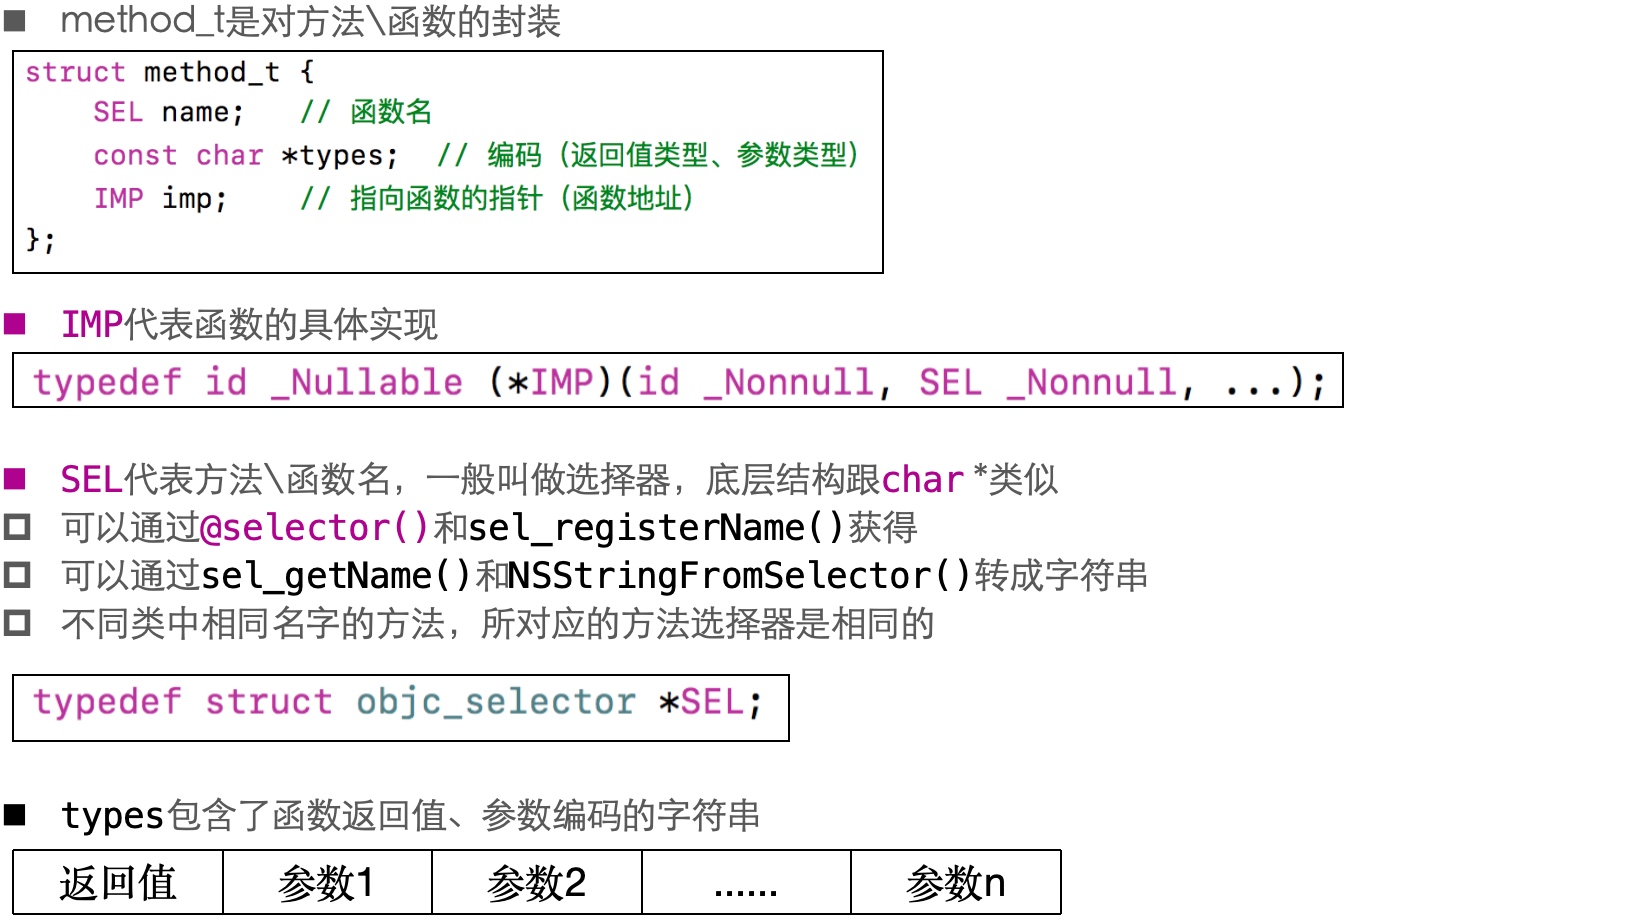 method_t是对方法\函数的封装
struct method_t {
    SEL name;   // 函数名
    const char *types;  // 编码（返回值类型、参数类型）
    IMP imp;    // 指向函数的指针（函数地址）
};
IMP代表函数的具体实现
typedef id _Nullable (*IMP)(id _Nonnull, SEL _Nonnull, ...);
SEL代表方法\函数名，一般叫做选择器，底层结构跟char *类似
可以通过@selector()和sel_registerName()获得
可以通过sel_getName()和NSStringFromSelector()转成字符串
不同类中相同名字的方法，所对应的方法选择器是相同的
typedef struct objc_selector *SEL;
types包含了函数返回值、参数编码的字符串
返回值 参数1 参数2 ...... 参数n